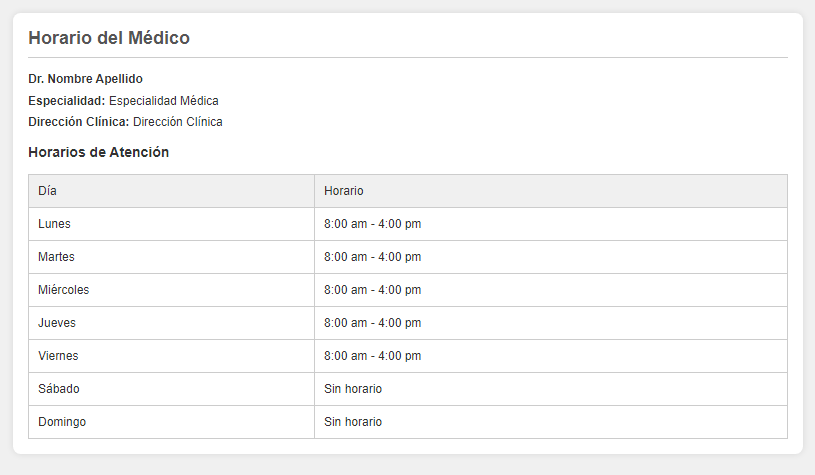 Horario del Médico
Dr. Nombre Apellido
Especialidad: Especialidad Médica
Dirección Clínica: Dirección Clínica
Horarios de Atención
Día Horario
Lunes 8:00 am - 4:00 pm
Martes 8:00 am - 4:00 pm
Miércoles 8:00 am - 4:00 pm
Jueves 8:00 am - 4:00 pm
Viernes 8:00 am - 4:00 pm
Sábado Sin horario
Domingo Sin horario